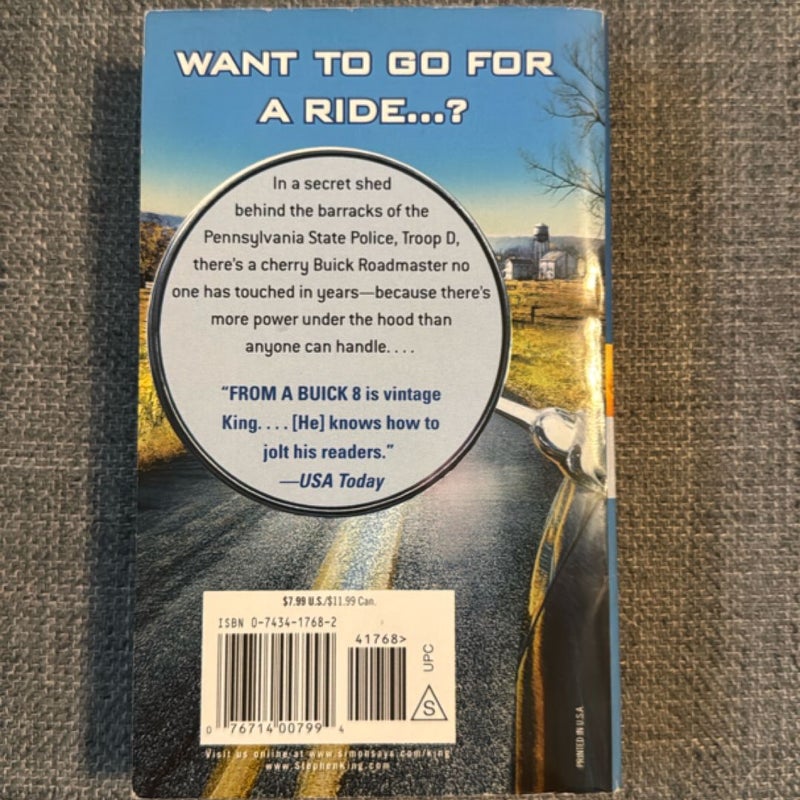 WANT TO GO FOR
A RIDE...?
In a secret shed
behind the barracks of the
Pennsylvania State Police, Troop D,
there's a cherry Buick Roadmaster no
one has touched in years—because there's
more power under the hood than
anyone can handle. . . .
"FROM A BUICK 8 is vintage
King. . . . [He] knows how to
jolt his readers."
—USA Today
$7.99 U.S./$11.99 Can.
ISBN 0-7434-1768-2
41768>
UPC
S
0 76714 00799 4
Visit us online at www.simonsays.com/king
www.StephenKing.com
PRINTED IN U.S.A.